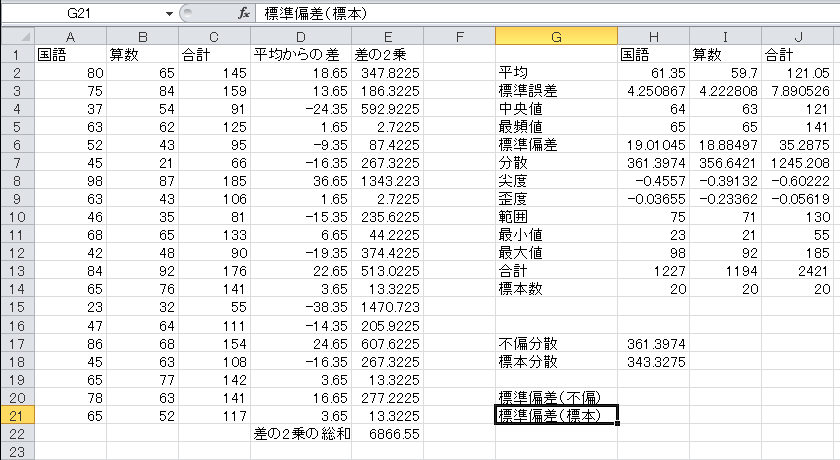 G21 fx 標準偏差(標本)
A B C D E F G H I J
1 国語 算数 合計 平均からの差 差の2乗 国語 算数 合計
2 80 65 145 18.65 347.8225 平均 61.35 59.7 121.05
3 75 84 159 13.65 186.3225 標準誤差 4.250867 4.222808 7.890526
4 37 54 91 -24.35 592.9225 中央値 64 63 121
5 63 62 125 1.65 2.7225 最頻値 65 65 141
6 52 43 95 -9.35 87.4225 標準偏差 19.01045 18.88497 35.2875
7 45 21 66 -16.35 267.3225 分散 361.3974 356.6421 1245.208
8 98 87 185 36.65 1343.223 尖度 -0.4557 -0.39132 -0.60222
9 63 43 106 1.65 2.7225 歪度 -0.03655 -0.23362 -0.05619
10 46 35 81 -15.35 235.6225 範囲 75 71 130
11 68 65 133 6.65 44.2225 最小値 23 21 55
12 42 48 90 -19.35 374.4225 最大値 98 92 185
13 84 92 176 22.65 513.0225 合計 1227 1194 2421
14 65 76 141 3.65 13.3225 標本数 20 20 20
15 23 32 55 -38.35 1470.723
16 47 64 111 -14.35 205.9225
17 86 68 154 24.65 607.6225 不偏分散 361.3974
18 45 63 108 -16.35 267.3225 標本分散 343.3275
19 65 77 142 3.65 13.3225
20 78 63 141 16.65 277.2225 標準偏差(不偏)
21 65 52 117 3.65 13.3225 標準偏差(標本)
22 差の2乗の総和 6866.55
23